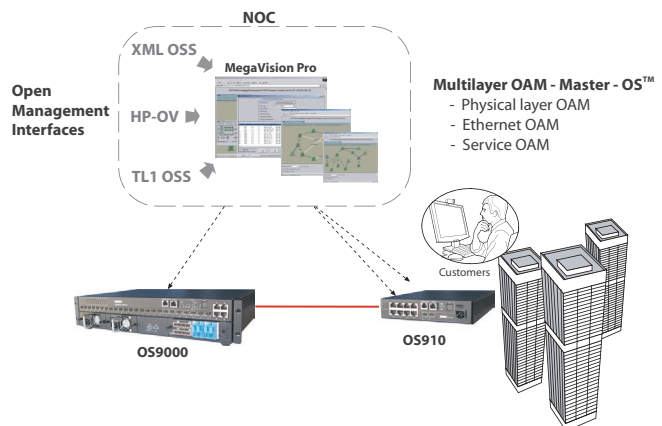 NOC
XML OSS
MegaVision Pro
Open
Management
Interfaces
HP-OV
TL1 OSS
Multilayer OAM - Master - OS™
- Physical layer OAM
- Ethernet OAM
- Service OAM
Customers
OS9000
OS910